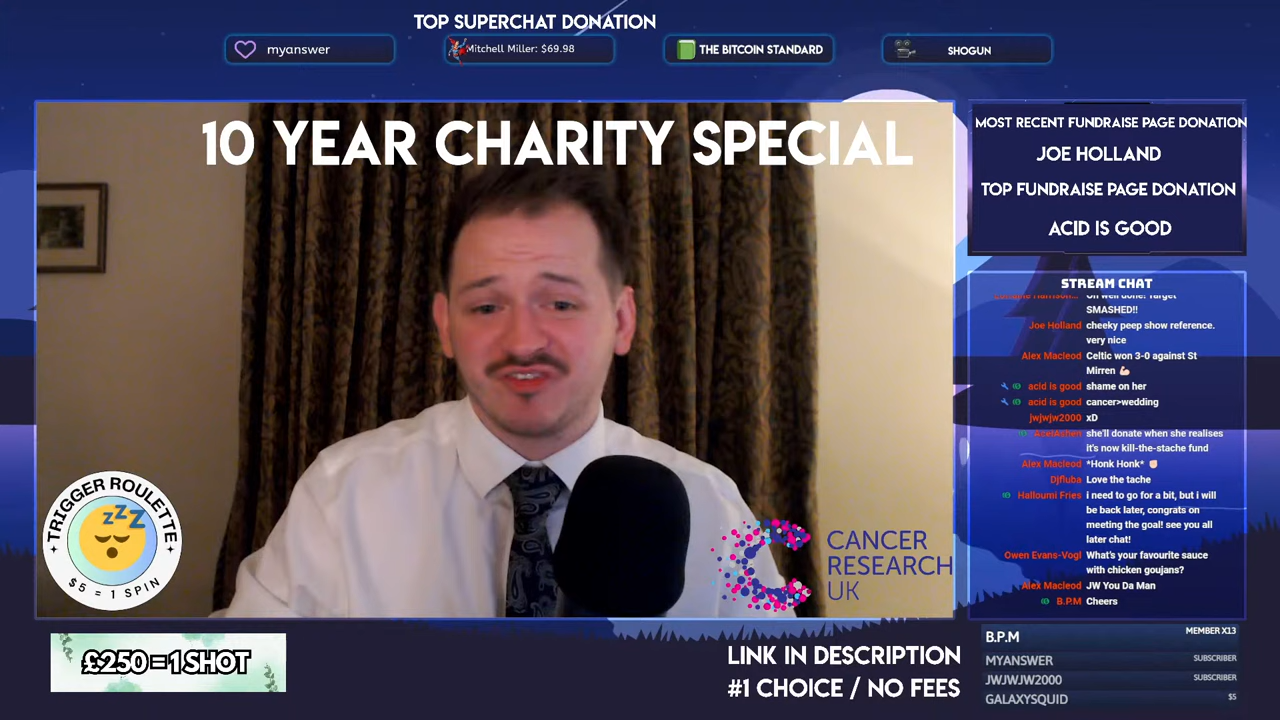 TOP SUPERCHAT DONATION
myanswer
Mitchell Miller: $69.98
THE BITCOIN STANDARD
SHOGUN
10 YEAR CHARITY SPECIAL
MOST RECENT FUNDRAISE PAGE DONATION
JOE HOLLAND
TOP FUNDRAISE PAGE DONATION
ACID IS GOOD
STREAM CHAT
Oh well done! Target
SMASHED!!
Joe Holland cheeky peep show reference.
very nice
Alex Macleod Celtic won 3-0 against St
Mirren 💪🏻
acid is good shame on her
acid is good cancer>wedding
jwjwjw2000 xD
she'll donate when she realises
it's now kill-the-stache fund
Alex Macleod *Honk Honk* ✊🏻
Djfluba Love the tache
Halloumi Fries i need to go for a bit, but i will
be back later, congrats on
meeting the goal! see you all
later chat!
Owen Evans-Vogl What's your favourite sauce
with chicken goujans?
Alex Macleod JW You Da Man
B.P.M Cheers
TRIGGER ROULETTE
zzz
$5 = 1 SPIN
CANCER
RESEARCH
UK
£250 = 1 SHOT
LINK IN DESCRIPTION
#1 CHOICE / NO FEES
B.P.M MEMBER X13
MYANSWER SUBSCRIBER
JWJWJW2000 SUBSCRIBER
GALAXYSQUID $5